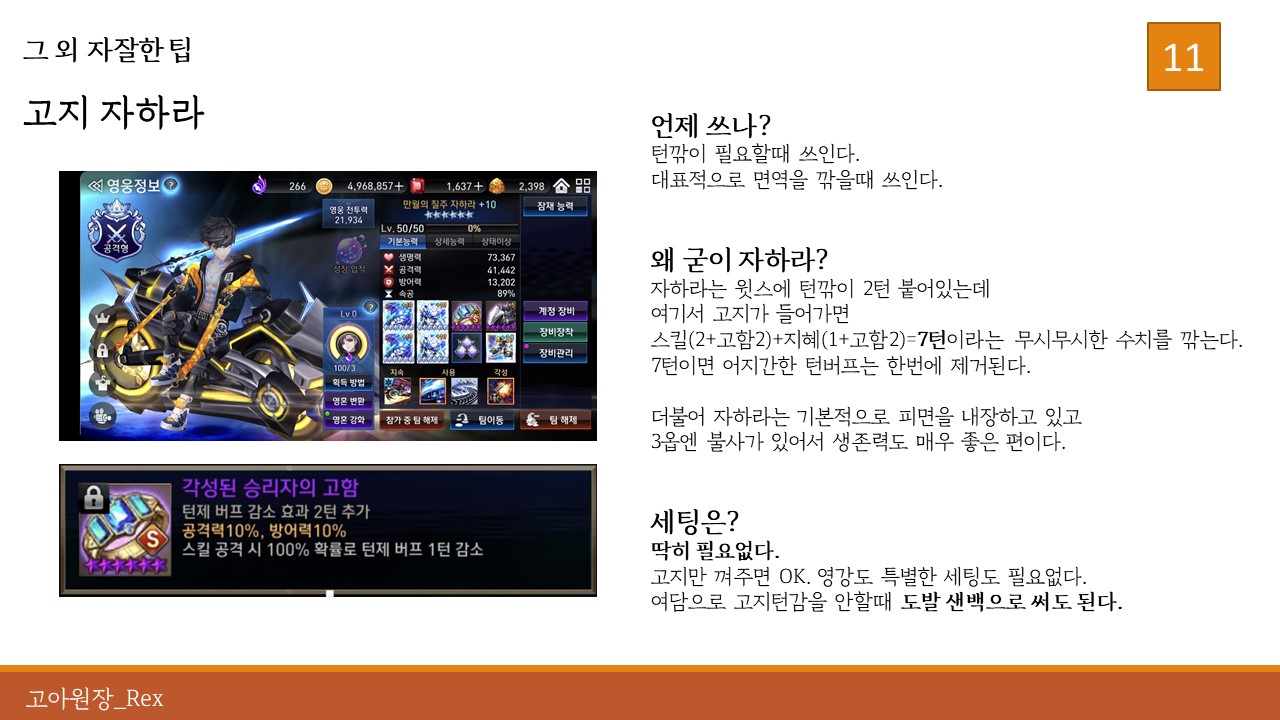 그 외 자잘한 팁
11
고지 자하라
영웅정보 ?
266
4,968,857+
1,637+
2,398
공격형
영웅 전투력
21,934
성장 업적
만월의 질주 자하라 +10
잠재 능력
Lv. 50/50
0%
기본능력 상세능력 상태이상
생명력 73,367
공격력 41,442
방어력 13,202
속공 89%
Lv 0
?
100/3
계정 장비
장비장착
장비관리
획득 방법
영혼 변환
영혼 강화
지속 사용 각성
참가 중 팀 해제
팀이동
팀 해제
각성된 승리자의 고함
턴제 버프 감소 효과 2턴 추가
공격력10%, 방어력10%
스킬 공격 시 100% 확률로 턴제 버프 1턴 감소
S
언제 쓰나?
턴깎이 필요할때 쓰인다.
대표적으로 면역을 깎을때 쓰인다.
왜 굳이 자하라?
자하라는 윗스에 턴깎이 2턴 붙어있는데
여기서 고지가 들어가면
스킬(2+고함2)+지혜(1+고함2)=7턴이라는 무시무시한 수치를 깎는다.
7턴이면 어지간한 턴버프는 한번에 제거된다.
더불어 자하라는 기본적으로 피면을 내장하고 있고
3옵엔 불사가 있어서 생존력도 매우 좋은 편이다.
세팅은?
딱히 필요없다.
고지만 껴주면 OK. 영강도 특별한 세팅도 필요없다.
여담으로 고지턴감을 안할때 도발 샌백으로 써도 된다.
고아원장_Rex